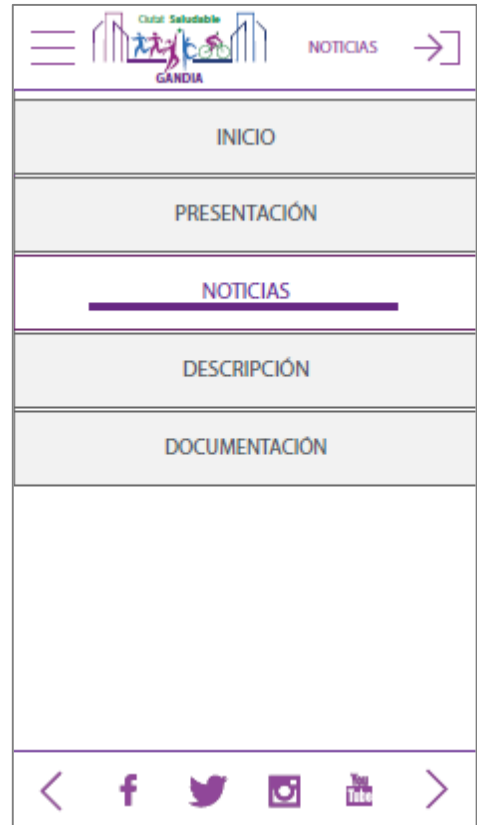 Ciutat Saludable
GANDIA
NOTICIAS
INICIO
PRESENTACIÓN
NOTICIAS
DESCRIPCIÓN
DOCUMENTACIÓN
You
Tube